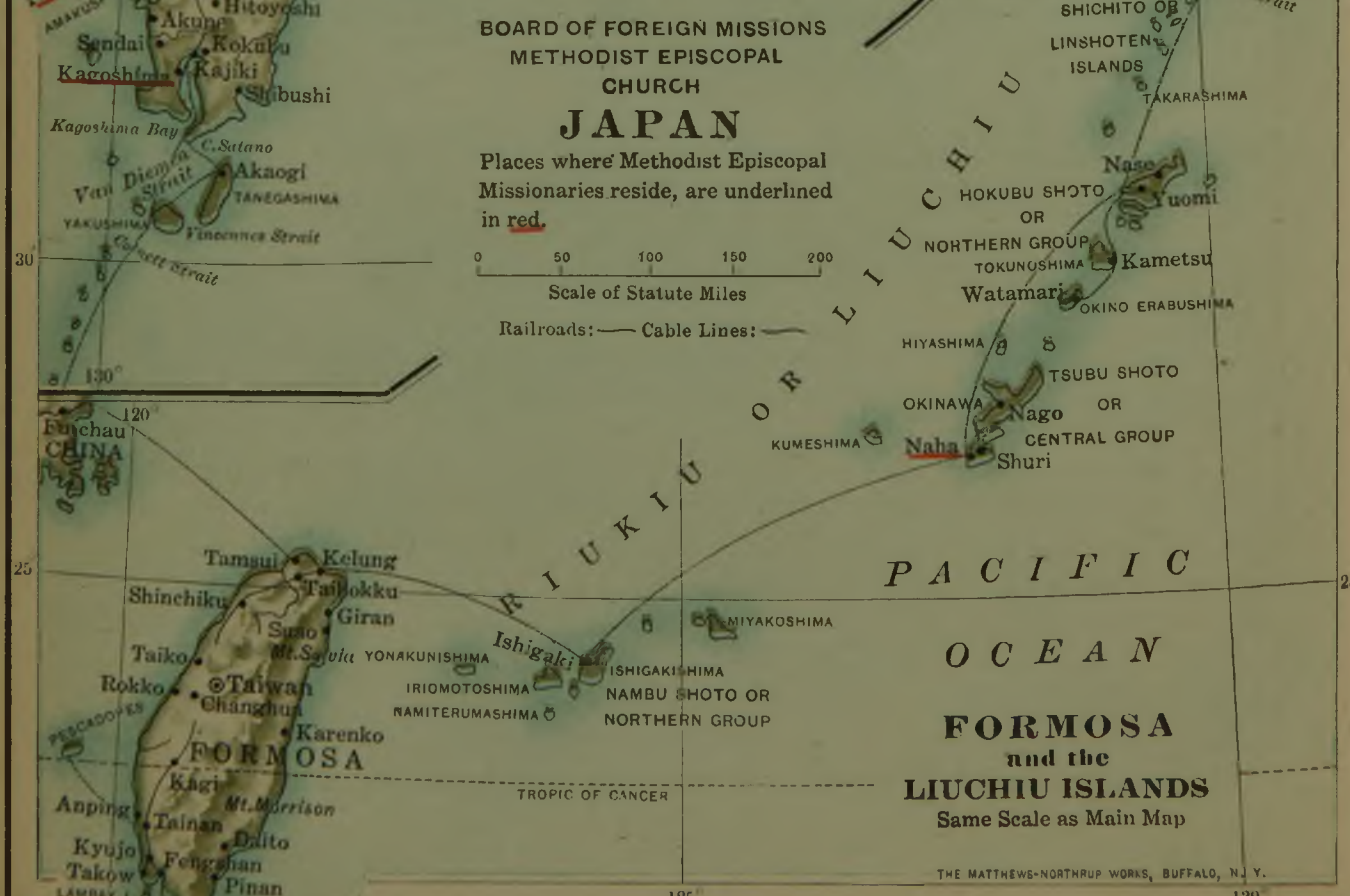 AMAKUS
Hitoyoshi
Akune
Sendai
Kokubu
Kagoshima
Kajiki
Shibushi
Kagoshima Bay
C. Satano
Van Diemen
Strait
Akaogi
TANEGASHIMA
YAKUSHIMA
Vincennes Strait
Colnett Strait
30°
130°
BOARD OF FOREIGN MISSIONS
METHODIST EPISCOPAL
CHURCH
JAPAN
Places where Methodist Episcopal
Missionaries reside, are underlined
in red.
0 50 100 150 200
Scale of Statute Miles
Railroads: Cable Lines:
SHICHITO OR
LINSHOTEN
ISLANDS
TAKARASHIMA
Nase
Yuomi
HOKUBU SHOTO
OR
NORTHERN GROUP
TOKUNOSHIMA
Kametsu
Watamari
OKINO ERABUSHIMA
HIYASHIMA
TSUBU SHOTO
OR
CENTRAL GROUP
OKINAWA
Nago
KUMESHIMA
Naha
Shuri
RIUKIU OR LIUCHIU
120°
Fuchau
CHINA
25
Tamsui
Kelung
Taihokku
Shinchiku
Giran
Suao
Mt. Sylvia
Taiko
Rokko
Taiwan
Changhua
PESCADORES
Karenko
FORMOSA
Kagi
Mt. Morrison
Anping
Tainan
Daito
Kyujo
Fengshan
Takow
Pinan
YONAKUNISHIMA
Ishigaki
IRIOMOTOSHIMA
ISHIGAKISHIMA
NAMITERUMASHIMA
NAMBU SHOTO OR
NORTHERN GROUP
MIYAKOSHIMA
TROPIC OF CANCER
PACIFIC
OCEAN
FORMOSA
and the
LIUCHIU ISLANDS
Same Scale as Main Map
THE MATTHEWS-NORTHRUP WORKS, BUFFALO, N. Y.